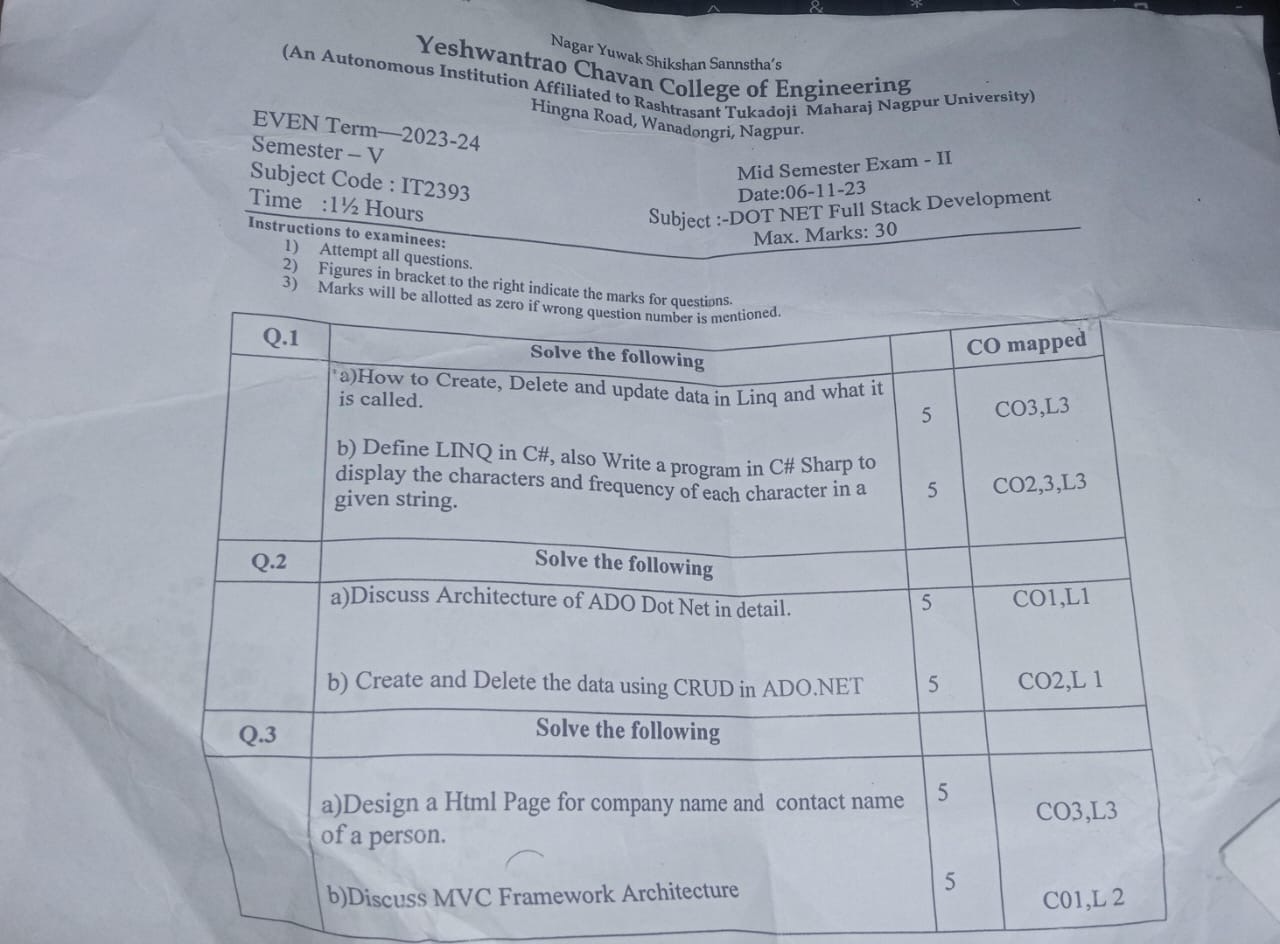 Nagar Yuwak Shikshan Sannstha's
Yeshwantrao Chavan College of Engineering
(An Autonomous Institution Affiliated to Rashtrasant Tukadoji Maharaj Nagpur University)
Hingna Road, Wanadongri, Nagpur.
EVEN Term—2023-24
Semester – V
Mid Semester Exam - II
Subject Code : IT2393
Date:06-11-23
Time :1½ Hours
Subject :-DOT NET Full Stack Development
Max. Marks: 30
Instructions to examinees:
1) Attempt all questions.
2) Figures in bracket to the right indicate the marks for questions.
3) Marks will be allotted as zero if wrong question number is mentioned.
Q.1 Solve the following CO mapped
a)How to Create, Delete and update data in Linq and what it
is called. 5 CO3,L3
b) Define LINQ in C#, also Write a program in C# Sharp to
display the characters and frequency of each character in a 5 CO2,3,L3
given string.
Q.2 Solve the following
a)Discuss Architecture of ADO Dot Net in detail. 5 CO1,L1
b) Create and Delete the data using CRUD in ADO.NET 5 CO2,L 1
Q.3 Solve the following
a)Design a Html Page for company name and contact name 5 CO3,L3
of a person.
b)Discuss MVC Framework Architecture 5 C01,L 2